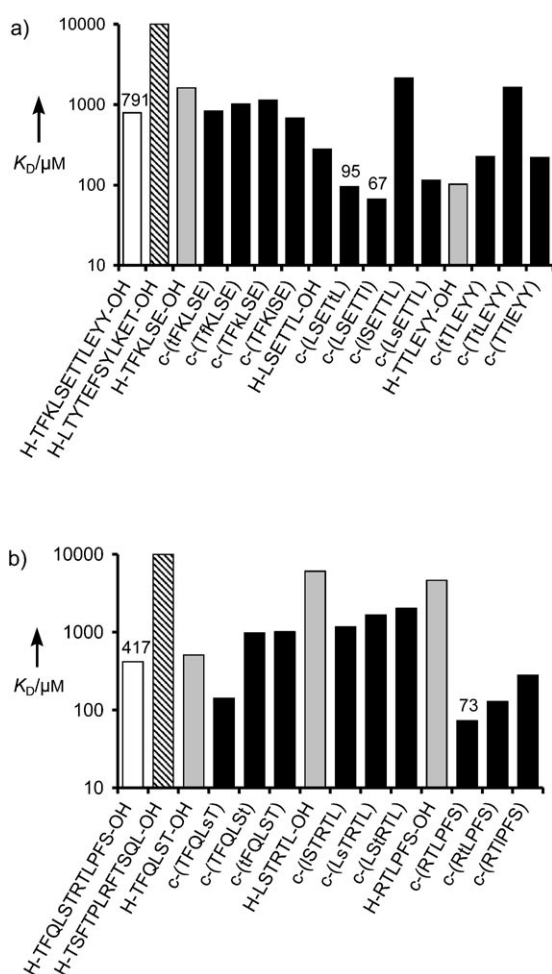 a)
10000
1000
100
10
K_D/µM
791
95
67
H-TFKLSETTLEYY-OH
H-LTYTEFSYLKET-OH
H-TFKLSE-OH
c-(tFKLSE)
c-(TfKLSE)
c-(TFkLSE)
c-(TFKlSE)
H-LSETTL-OH
c-(LSETtL)
c-(LSETTl)
c-(lSETTL)
c-(LsETTL)
H-TTLEYY-OH
c-(tTLEYY)
c-(TtLEYY)
c-(TTlEYY)
b)
10000
1000
100
10
K_D/µM
417
73
H-TFQLSTRTLPFS-OH
H-TSFTPLRFTSQL-OH
H-TFQLST-OH
c-(TFQLsT)
c-(TFQLSt)
c-(tFQLST)
H-LSTRTL-OH
c-(lSTRTL)
c-(LsTRTL)
c-(LStRTL)
H-RTLPFS-OH
c-(RTLPFS)
c-(RtLPFS)
c-(RTlPFS)